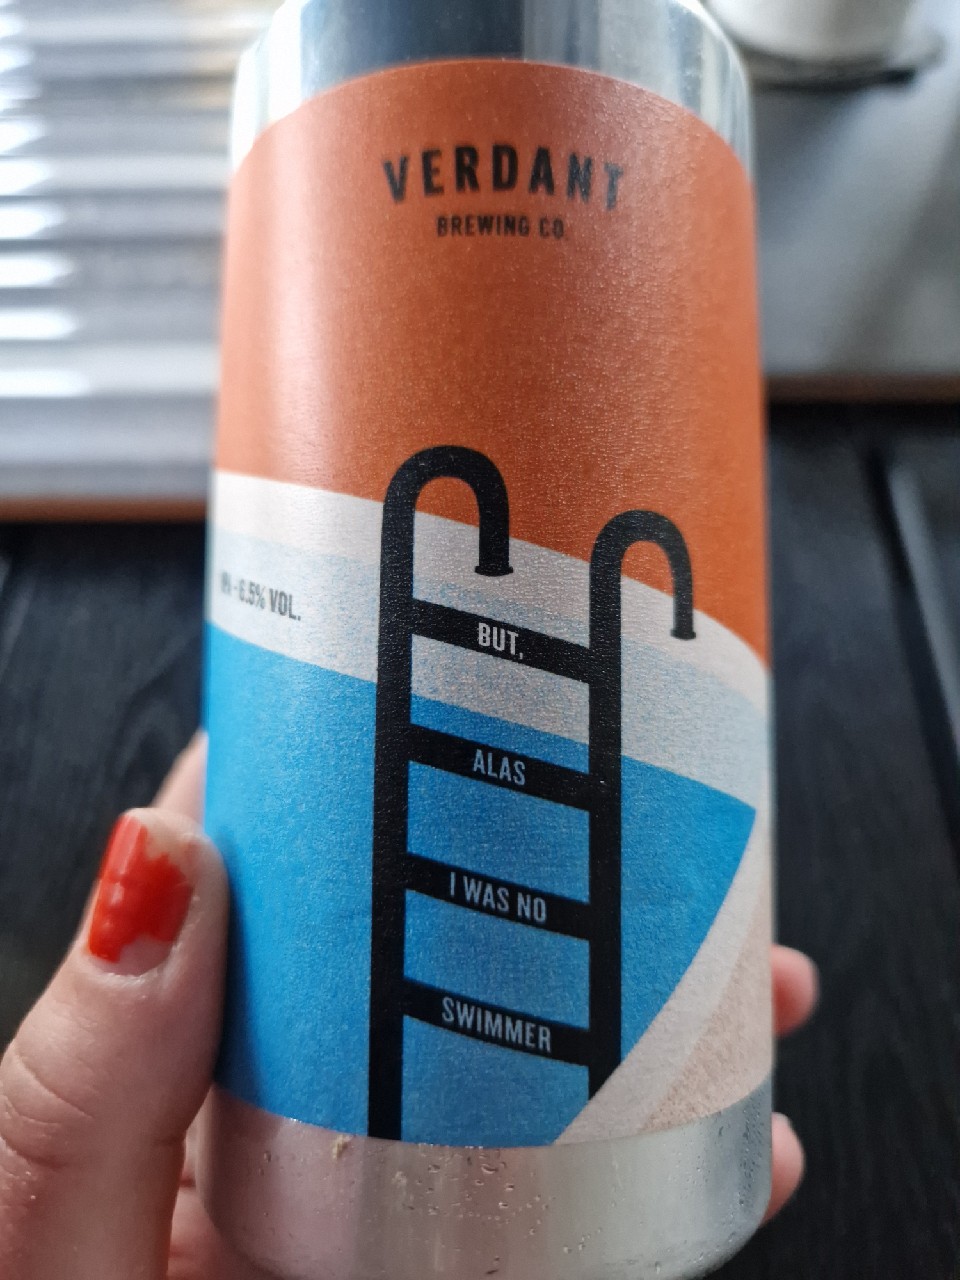 VERDANT
BREWING CO.
- 6.5% VOL.
BUT,
ALAS
I WAS NO
SWIMMER